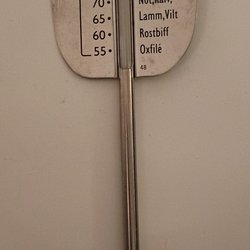 70• Nöt, Kalv,
65• Lamm, Vilt
60• Rostbiff
55• Oxfilé
48